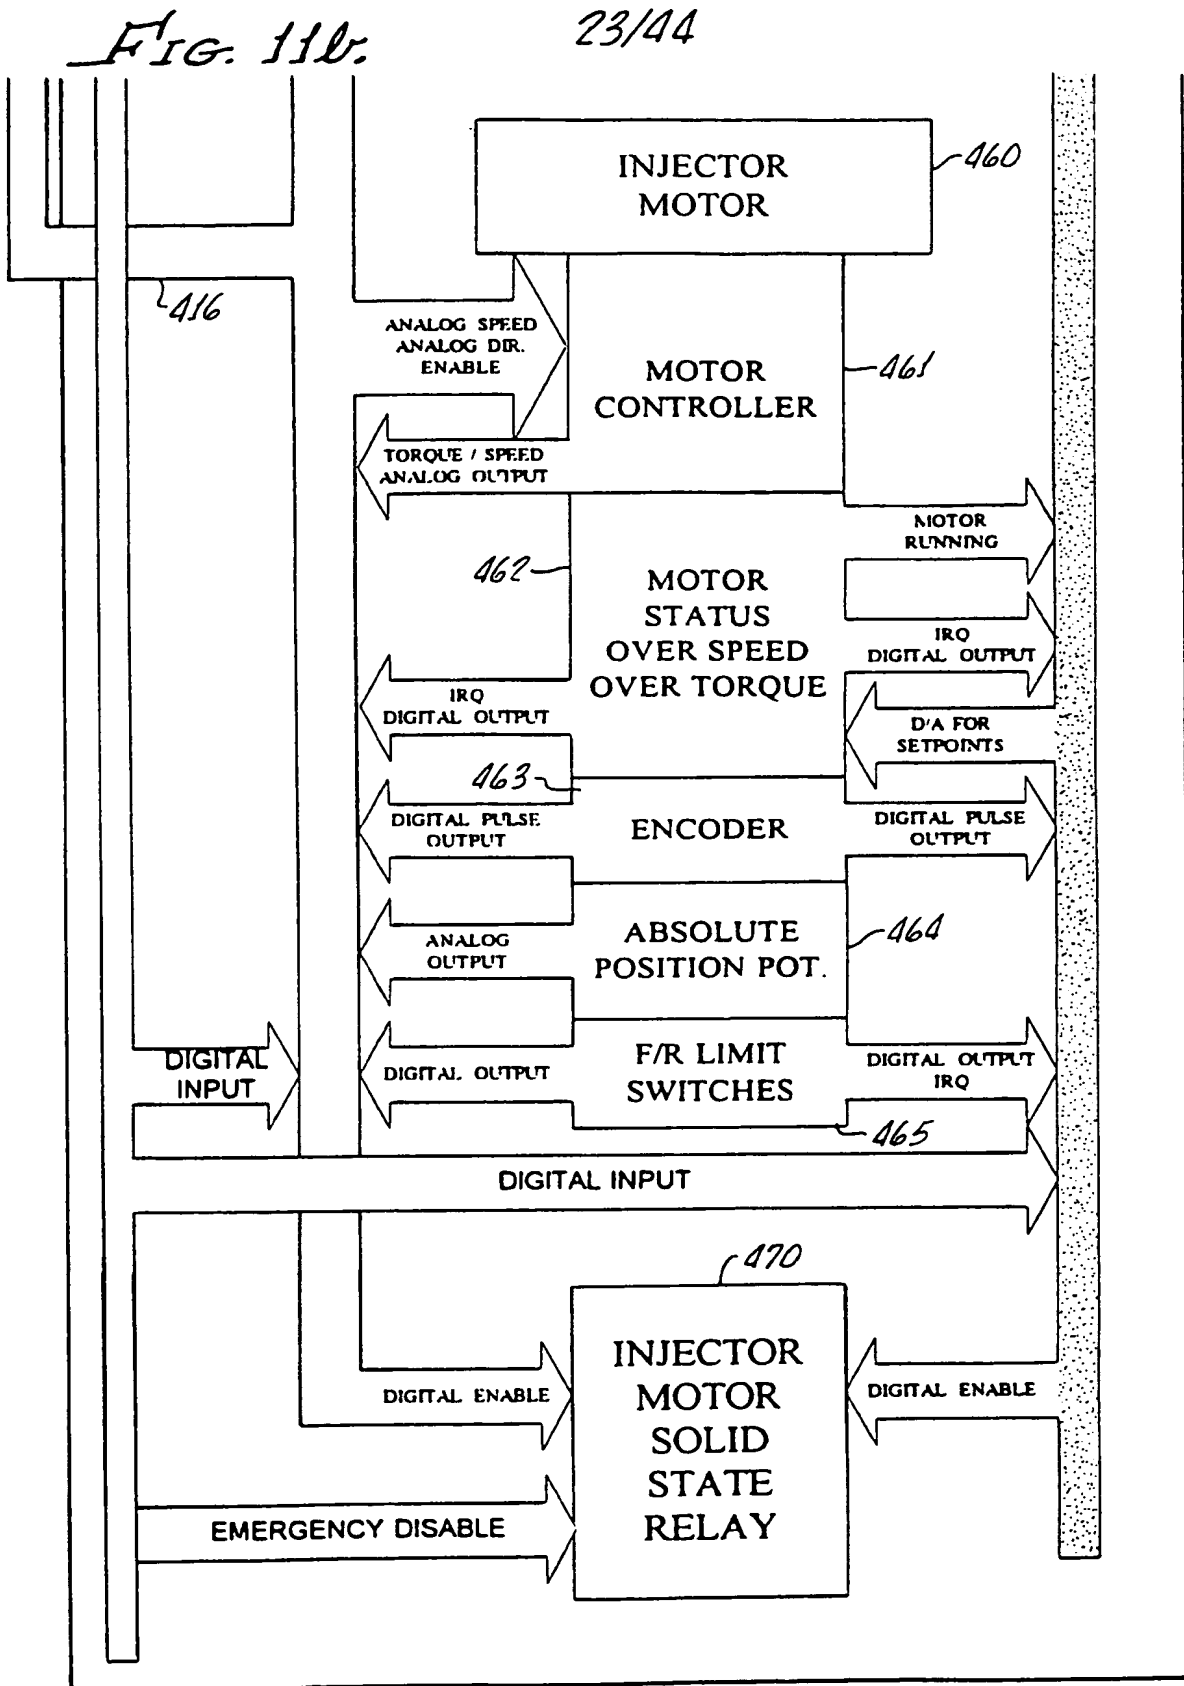 FIG. 11b.
23/44
INJECTOR
MOTOR
460
416
ANALOG SPEED
ANALOG DIR.
ENABLE
MOTOR
CONTROLLER
461
TORQUE / SPEED
ANALOG OUTPUT
MOTOR
RUNNING
462
MOTOR
STATUS
OVER SPEED
OVER TORQUE
IRQ
DIGITAL OUTPUT
IRQ
DIGITAL OUTPUT
D'A FOR
SETPOINTS
463
DIGITAL PULSE
OUTPUT
ENCODER
DIGITAL PULSE
OUTPUT
ANALOG
OUTPUT
ABSOLUTE
POSITION POT.
464
DIGITAL
INPUT
DIGITAL OUTPUT
F/R LIMIT
SWITCHES
DIGITAL OUTPUT
IRQ
465
DIGITAL INPUT
470
INJECTOR
MOTOR
SOLID
STATE
RELAY
DIGITAL ENABLE
DIGITAL ENABLE
EMERGENCY DISABLE